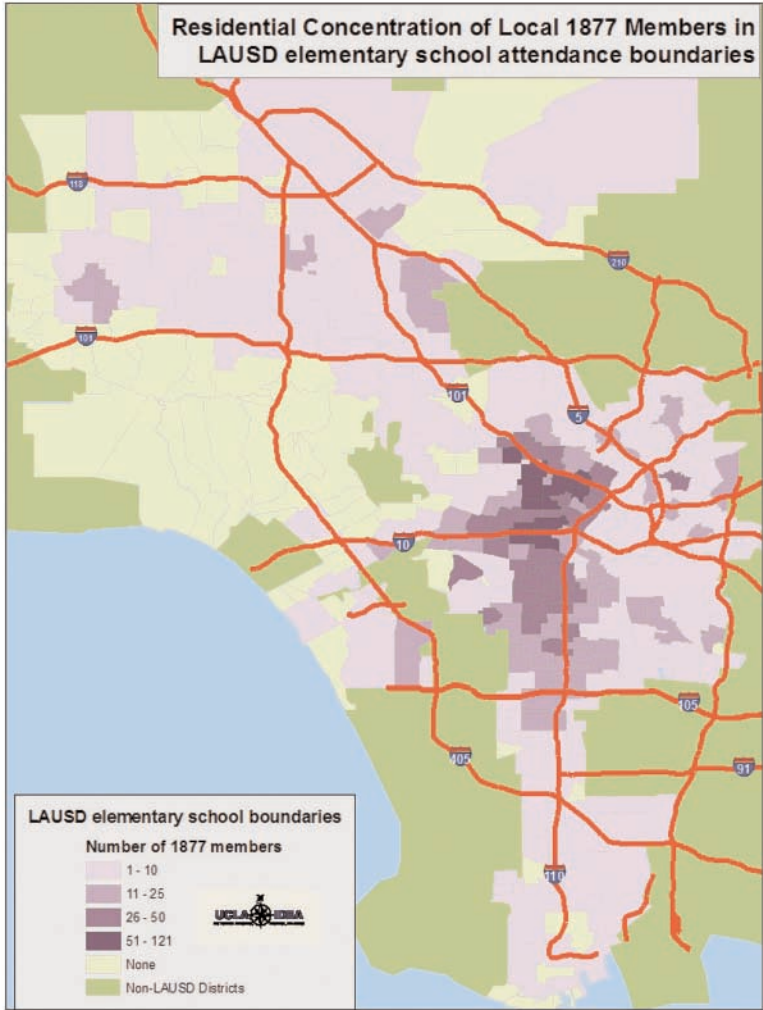 Residential Concentration of Local 1877 Members in
LAUSD elementary school attendance boundaries
118
210
101
101
5
10
105
405
91
110
LAUSD elementary school boundaries
Number of 1877 members
1 - 10
11 - 25
26 - 50
51 - 121
None
Non-LAUSD Districts
UCLA IDEA